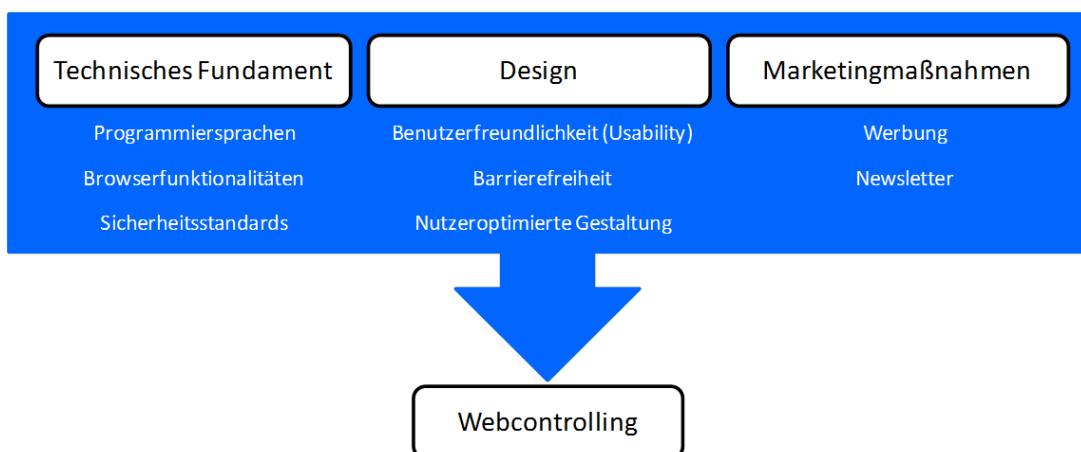 Technisches Fundament
Programmiersprachen
Browserfunktionalitäten
Sicherheitsstandards
Design
Benutzerfreundlichkeit (Usability)
Barrierefreiheit
Nutzeroptimierte Gestaltung
Marketingmaßnahmen
Werbung
Newsletter
Webcontrolling